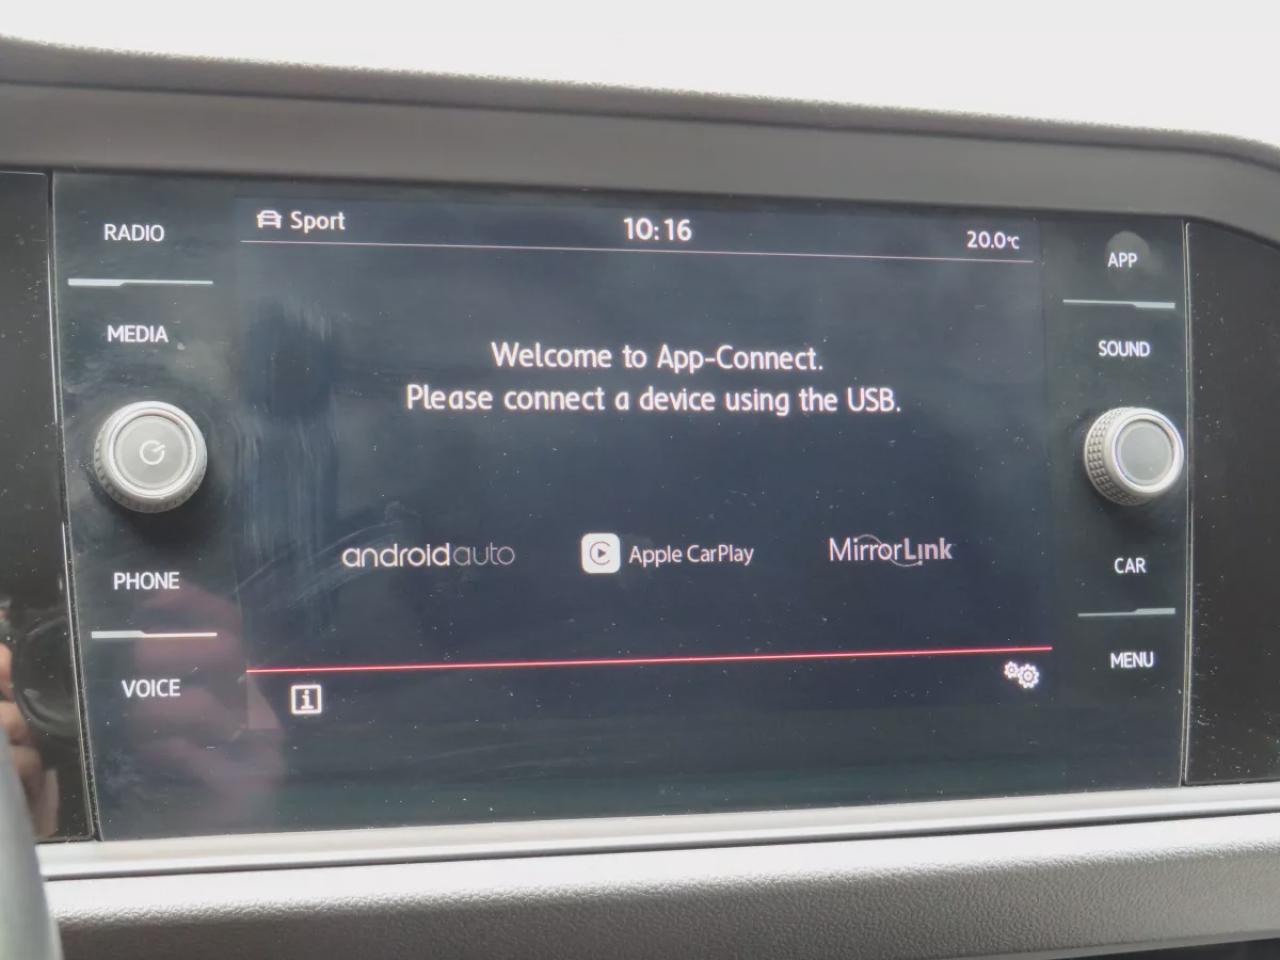 RADIO
MEDIA
PHONE
VOICE
Sport
10:16
20.0°C
Welcome to App-Connect.
Please connect a device using the USB.
androidauto
Apple CarPlay
MirrorLink
i
APP
SOUND
CAR
MENU